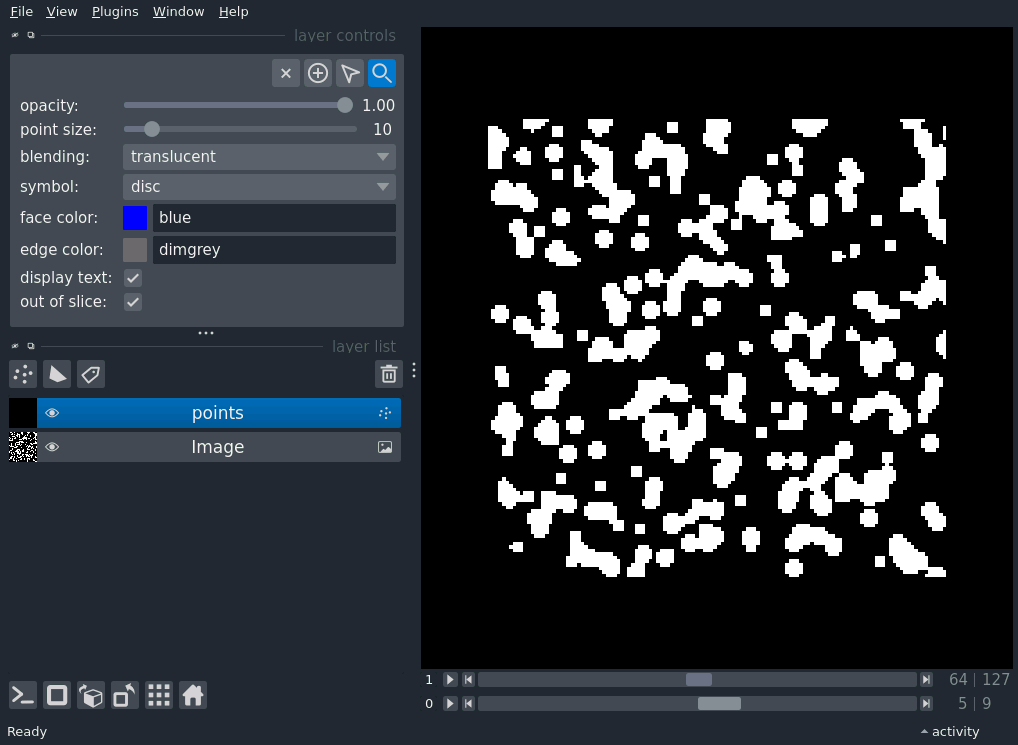 File View Plugins Window Help
layer controls
opacity: 1.00
point size: 10
blending: translucent
symbol: disc
face color: blue
edge color: dimgrey
display text:
out of slice:
layer list
points
Image
1 64 | 127
0 5 | 9
Ready activity